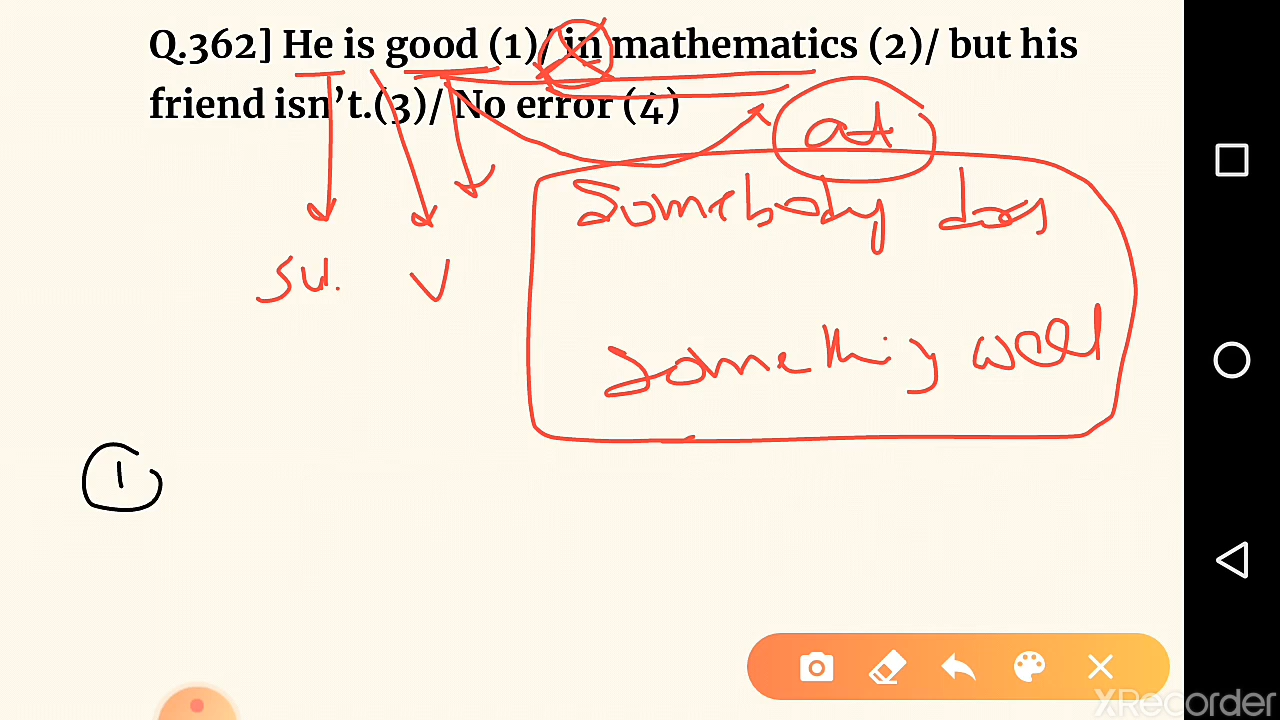 Q.362] He is good (1)/ in mathematics (2)/ but his
friend isn't.(3)/ No error (4)
at
Somebody does
Su. V
something well
1
XRecorder